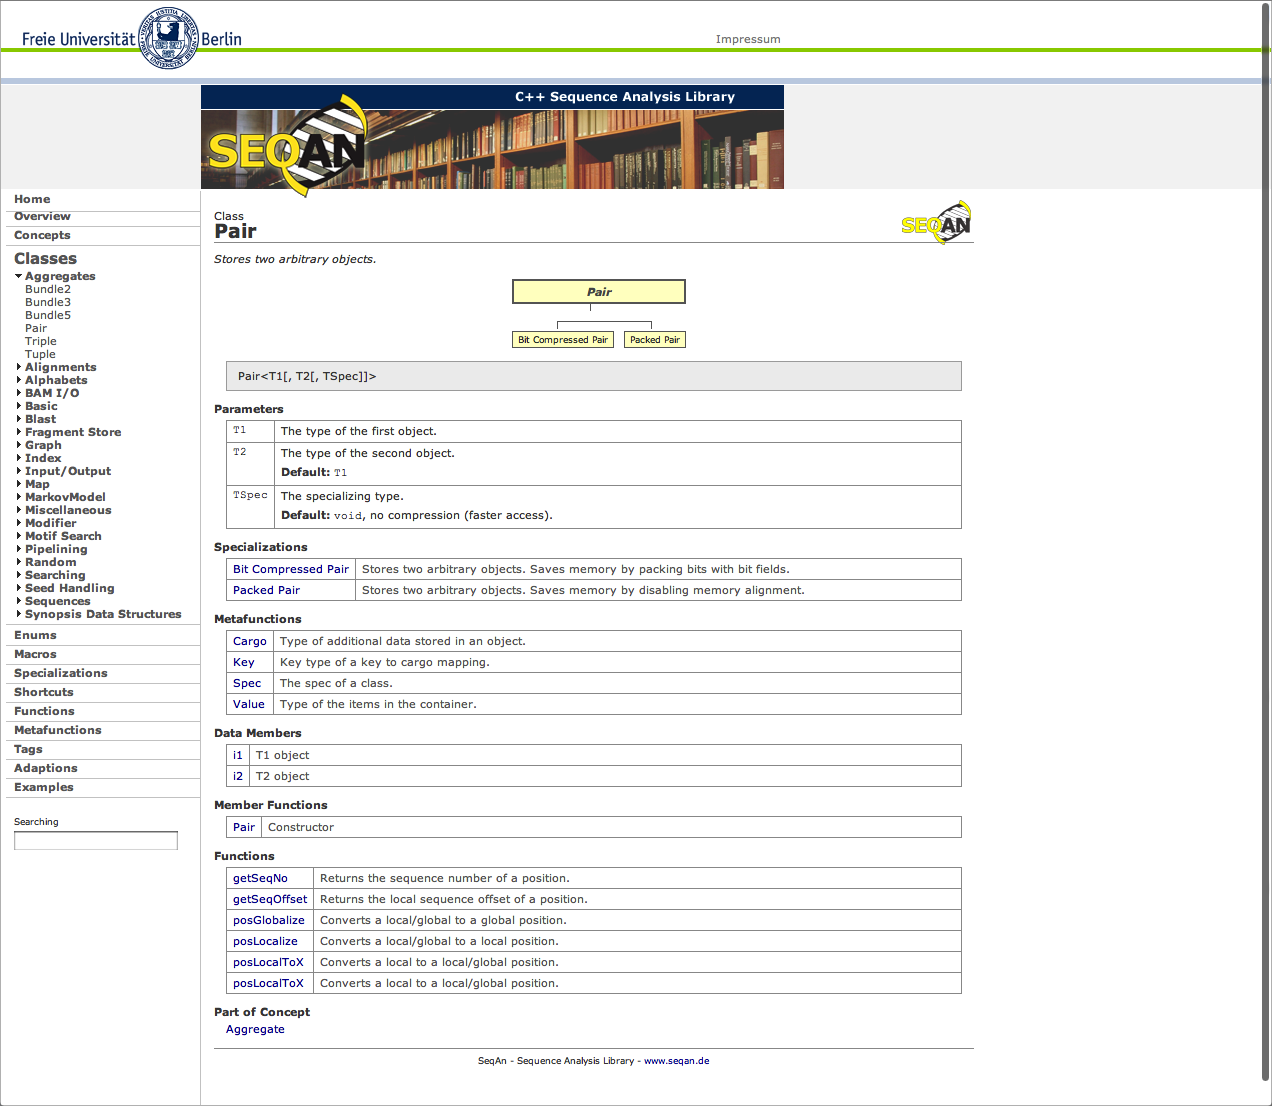 Freie Universität Berlin
Impressum
C++ Sequence Analysis Library
SEQAN
Home
Overview
Concepts
Classes
Aggregates
Bundle2
Bundle3
Bundle5
Pair
Triple
Tuple
Alignments
Alphabets
BAM I/O
Basic
Blast
Fragment Store
Graph
Index
Input/Output
Map
MarkovModel
Miscellaneous
Modifier
Motif Search
Pipelining
Random
Searching
Seed Handling
Sequences
Synopsis Data Structures
Enums
Macros
Specializations
Shortcuts
Functions
Metafunctions
Tags
Adaptions
Examples
Searching
Class
Pair
SEQAN
Stores two arbitrary objects.
Pair
Bit Compressed Pair Packed Pair
Pair<T1[, T2[, TSpec]]>
Parameters
T1 The type of the first object.
T2 The type of the second object.
Default: T1
TSpec The specializing type.
Default: void, no compression (faster access).
Specializations
Bit Compressed Pair Stores two arbitrary objects. Saves memory by packing bits with bit fields.
Packed Pair Stores two arbitrary objects. Saves memory by disabling memory alignment.
Metafunctions
Cargo Type of additional data stored in an object.
Key Key type of a key to cargo mapping.
Spec The spec of a class.
Value Type of the items in the container.
Data Members
i1 T1 object
i2 T2 object
Member Functions
Pair Constructor
Functions
getSeqNo Returns the sequence number of a position.
getSeqOffset Returns the local sequence offset of a position.
posGlobalize Converts a local/global to a global position.
posLocalize Converts a local/global to a local position.
posLocalToX Converts a local to a local/global position.
posLocalToX Converts a local to a local/global position.
Part of Concept
Aggregate
SeqAn - Sequence Analysis Library - www.seqan.de